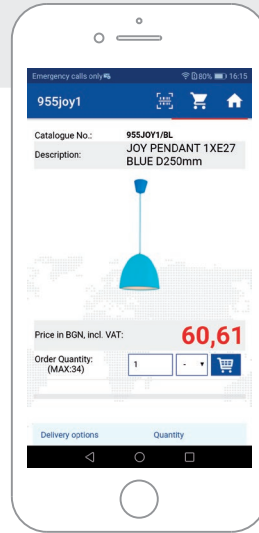 Emergency calls only 80% 16:15
955joy1
Catalogue No.: 955JOY1/BL
Description: JOY PENDANT 1XE27
BLUE D250mm
Price in BGN, incl. VAT: 60,61
Order Quantity: 1 -
(MAX:34)
Delivery options Quantity